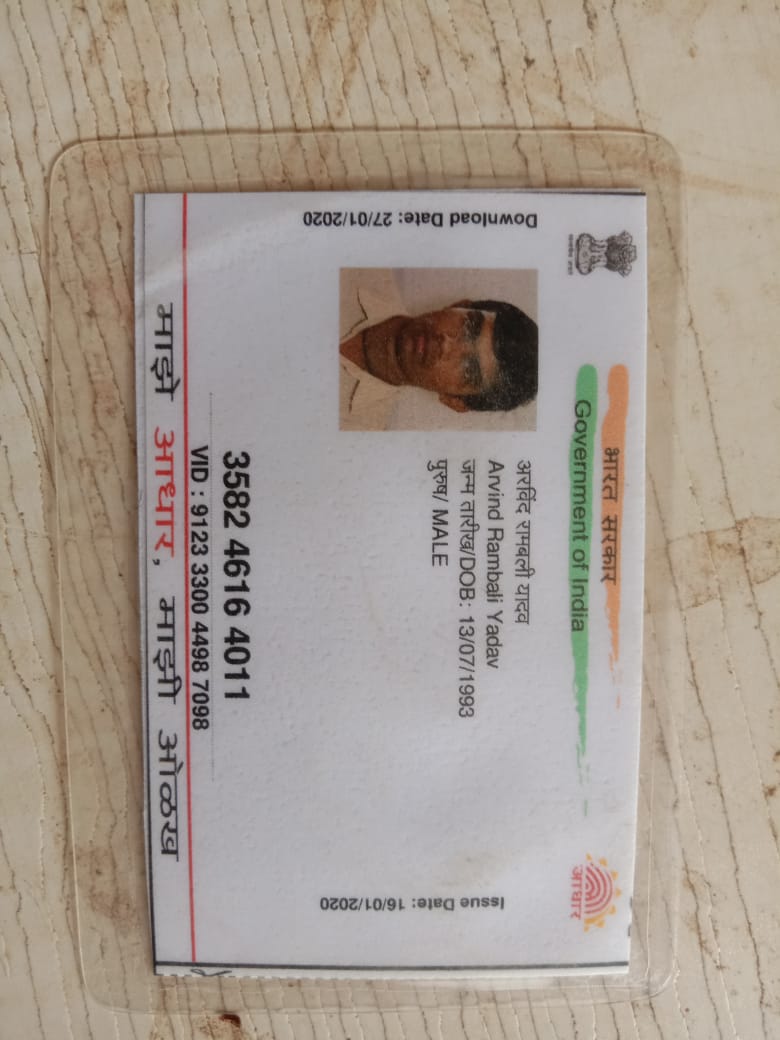 भारत सरकार
Government of India
Download Date: 27/01/2020
अरविंद रामबली यादव
Arvind Rambali Yadav
जन्म तारीख/DOB: 13/07/1993
पुरुष/ MALE
Issue Date: 16/01/2020
आधार
3582 4616 4011
VID : 9123 3300 4498 7098
माझे आधार, माझी ओळख